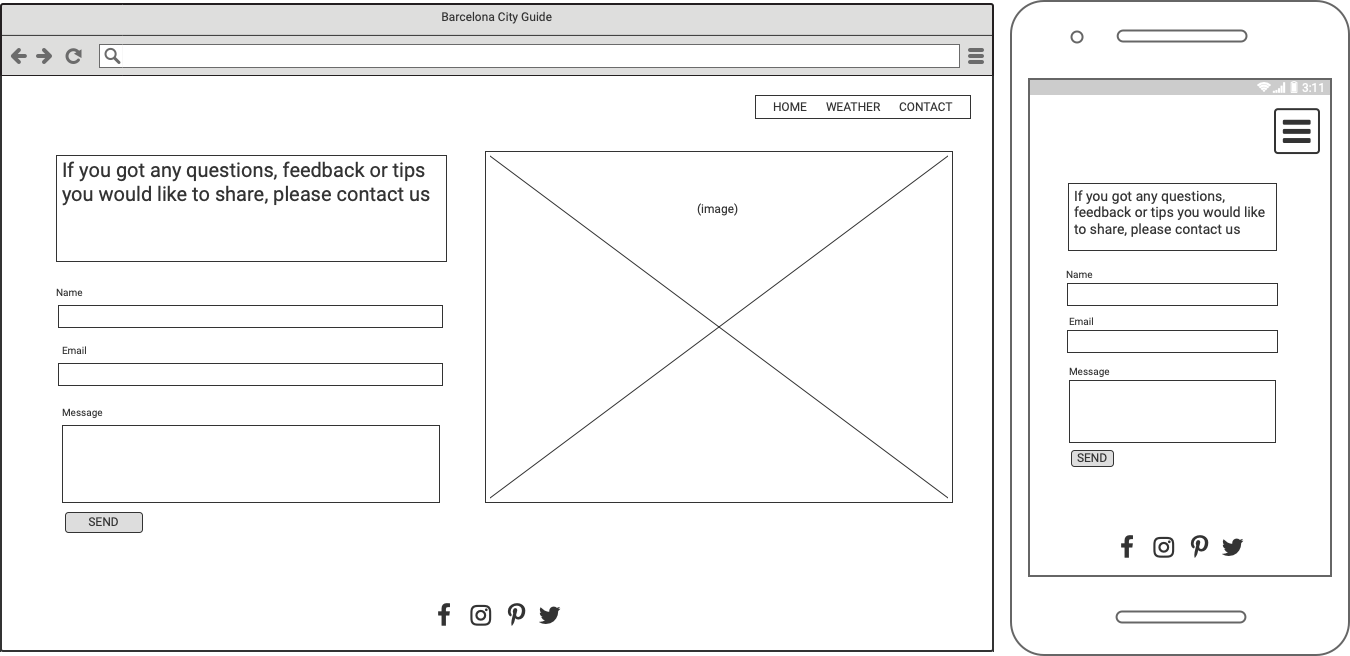 Barcelona City Guide
HOME WEATHER CONTACT
If you got any questions, feedback or tips
you would like to share, please contact us
(image)
Name
Email
Message
SEND
3:11
If you got any questions,
feedback or tips you would like
to share, please contact us
Name
Email
Message
SEND